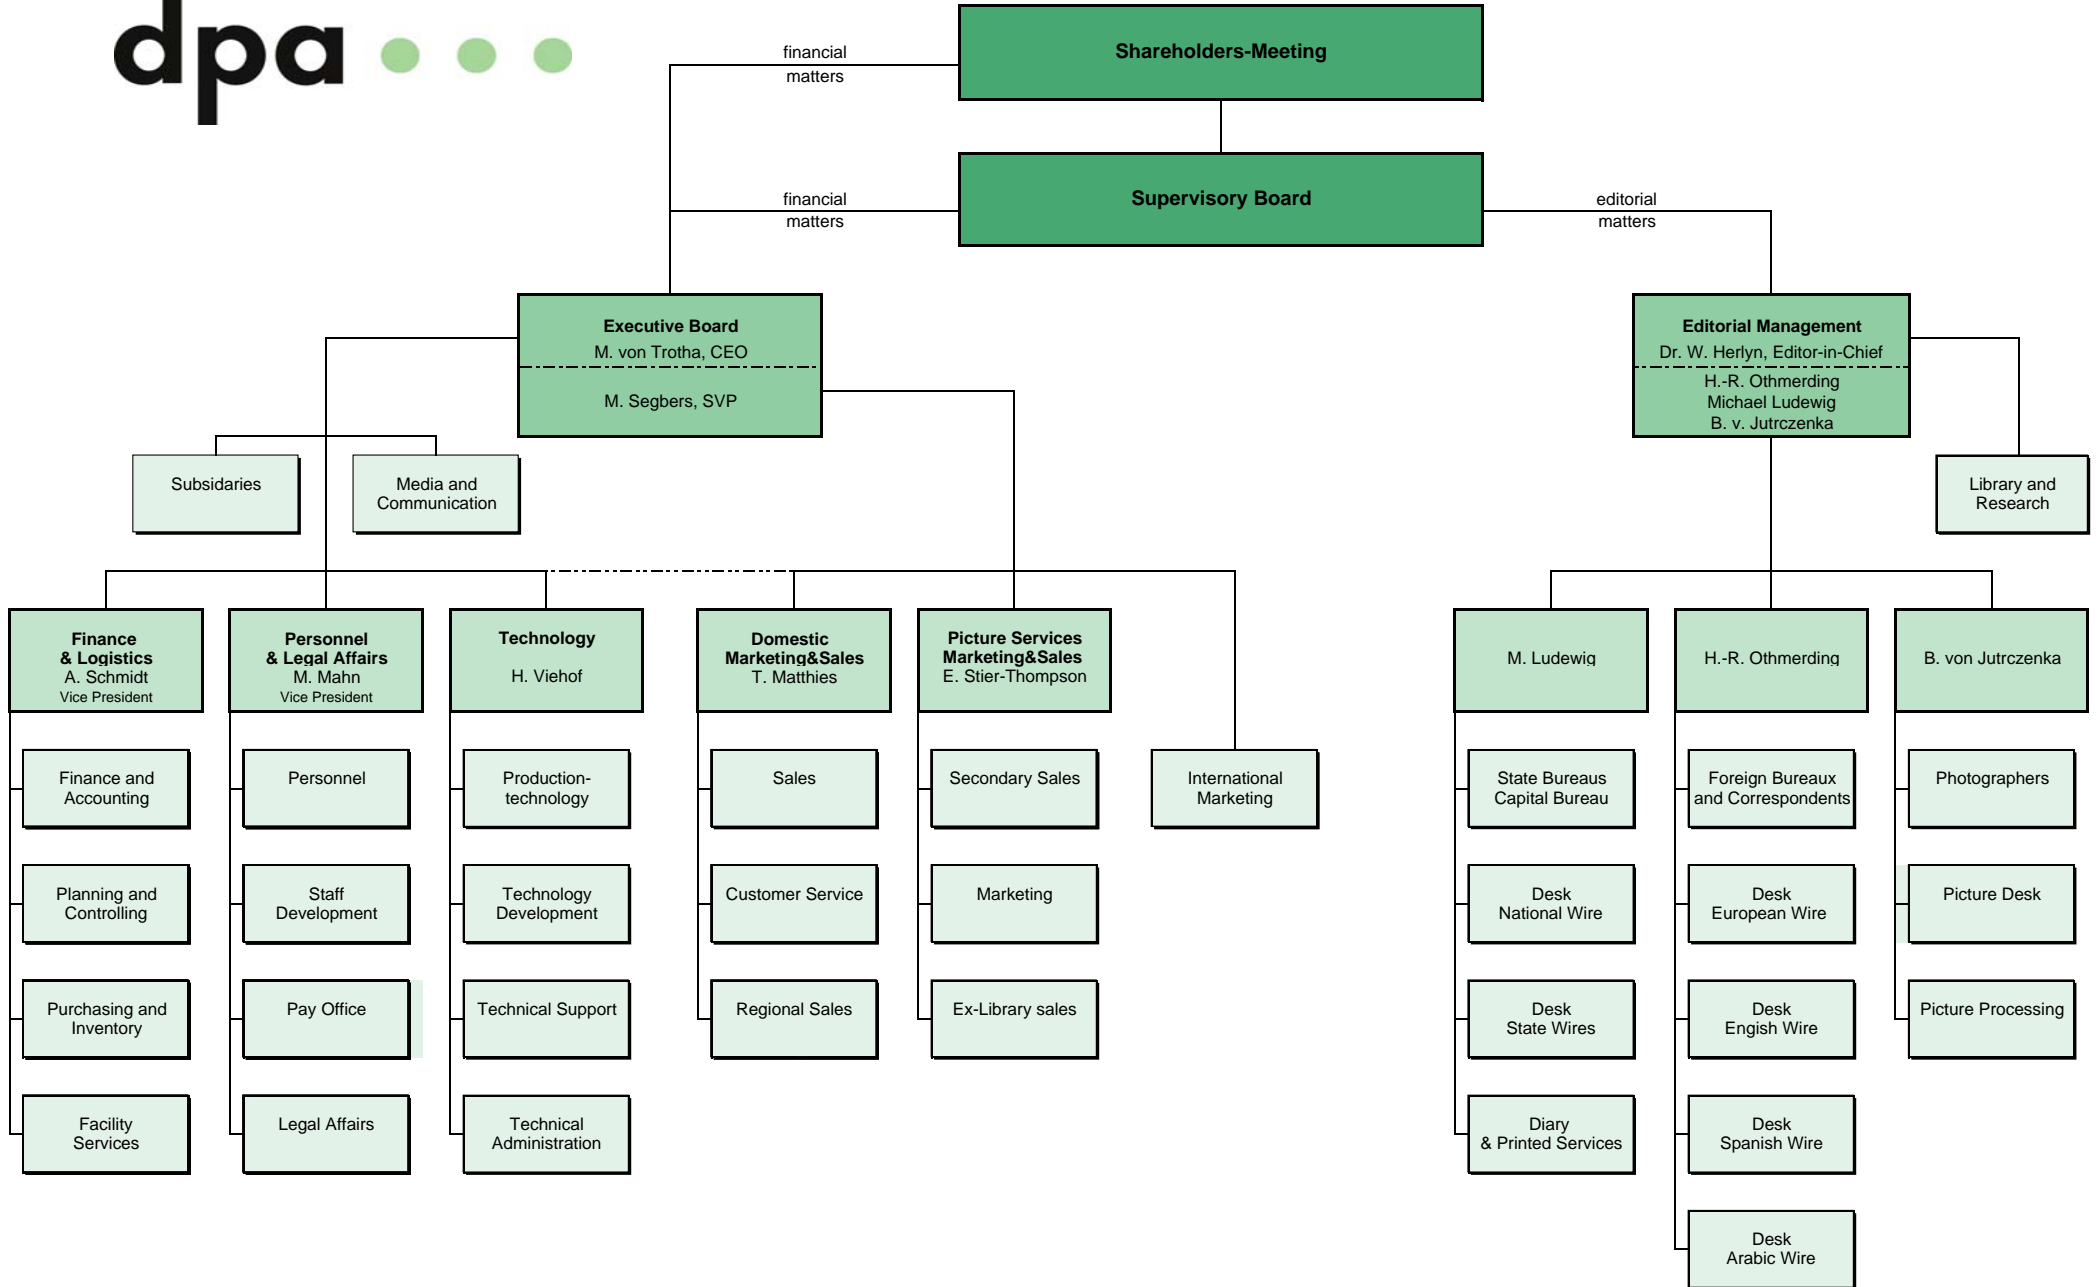 dpa
financial
matters
Shareholders-Meeting
financial
matters
Supervisory Board
editorial
matters
Executive Board
M. von Trotha, CEO
M. Segbers, SVP
Editorial Management
Dr. W. Herlyn, Editor-in-Chief
H.-R. Othmerding
Michael Ludewig
B. v. Jutrczenka
Subsidaries
Media and
Communication
Library and
Research
Finance
& Logistics
A. Schmidt
Vice President
Personnel
& Legal Affairs
M. Mahn
Vice President
Technology
H. Viehof
Domestic
Marketing&Sales
T. Matthies
Picture Services
Marketing&Sales
E. Stier-Thompson
M. Ludewig
H.-R. Othmerding
B. von Jutrczenka
Finance and
Accounting
Personnel
Production-
technology
Sales
Secondary Sales
International
Marketing
State Bureaus
Capital Bureau
Foreign Bureaux
and Correspondents
Photographers
Planning and
Controlling
Staff
Development
Technology
Development
Customer Service
Marketing
Desk
National Wire
Desk
European Wire
Picture Desk
Purchasing and
Inventory
Pay Office
Technical Support
Regional Sales
Ex-Library sales
Desk
State Wires
Desk
Engish Wire
Picture Processing
Facility
Services
Legal Affairs
Technical
Administration
Diary
& Printed Services
Desk
Spanish Wire
Desk
Arabic Wire